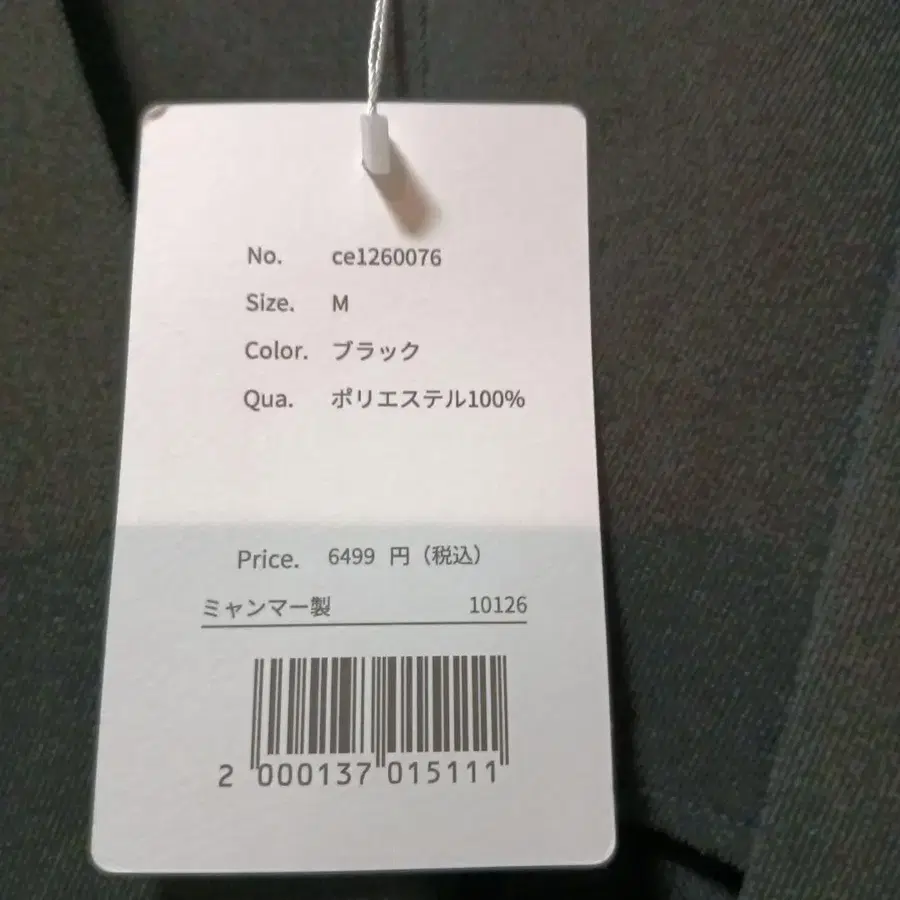 No. ce1260076
Size. M
Color. ブラック
Qua. ポリエステル100%
Price. 6499 円（税込）
ミャンマー製 10126
2 000137 015111